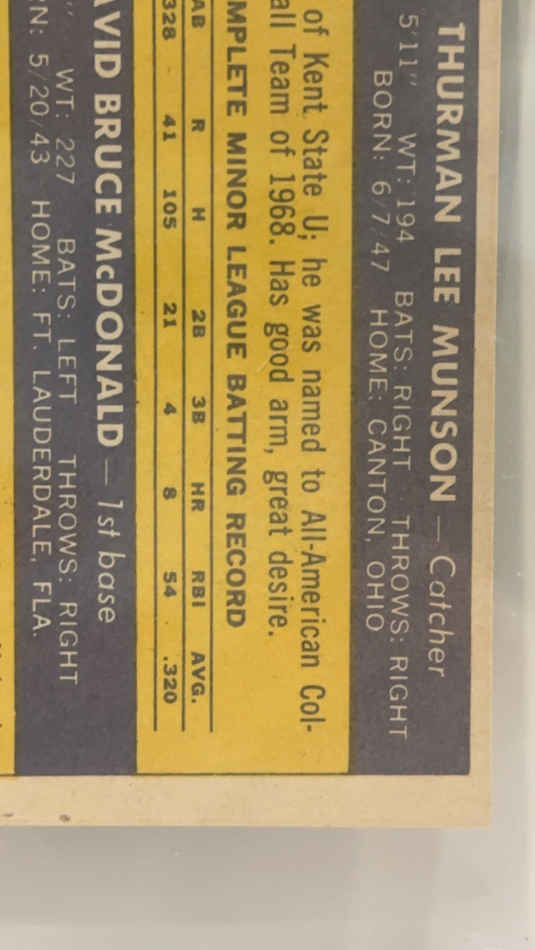 THURMAN LEE MUNSON — Catcher
5'11" WT: 194 BATS: RIGHT THROWS: RIGHT
BORN: 6/7/47 HOME: CANTON, OHIO
of Kent State U; he was named to All-American Col-
all Team of 1968. Has good arm, great desire.
MPLETE MINOR LEAGUE BATTING RECORD
AB R H 2B 3B HR RBI AVG.
328 41 105 21 4 8 54 .320
AVID BRUCE McDONALD — 1st base
" WT: 227 BATS: LEFT THROWS: RIGHT
RN: 5/20/43 HOME: FT. LAUDERDALE, FLA.